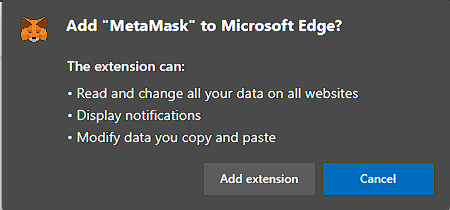 Add "MetaMask" to Microsoft Edge?
The extension can:
• Read and change all your data on all websites
• Display notifications
• Modify data you copy and paste
Add extension
Cancel